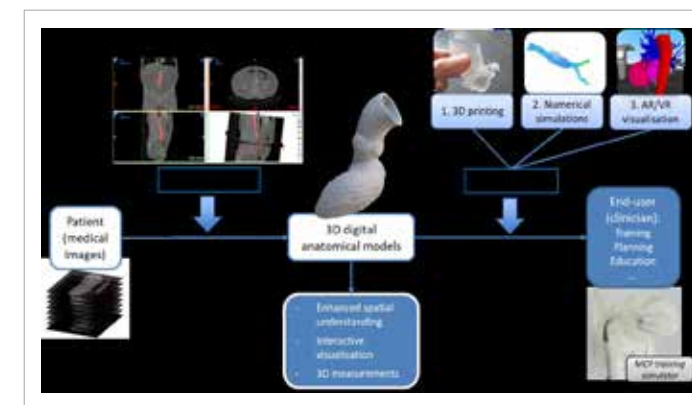 1. 3D printing
2. Numerical
simulations
3. AR/VR
visualisation
Patient
(medical
images)
3D digital
anatomical models
End-user
(clinician):
Training
Planning
Education
...
- Enhanced spatial
understanding
- Interactive
visualisation
- 3D measurements
training
simulator